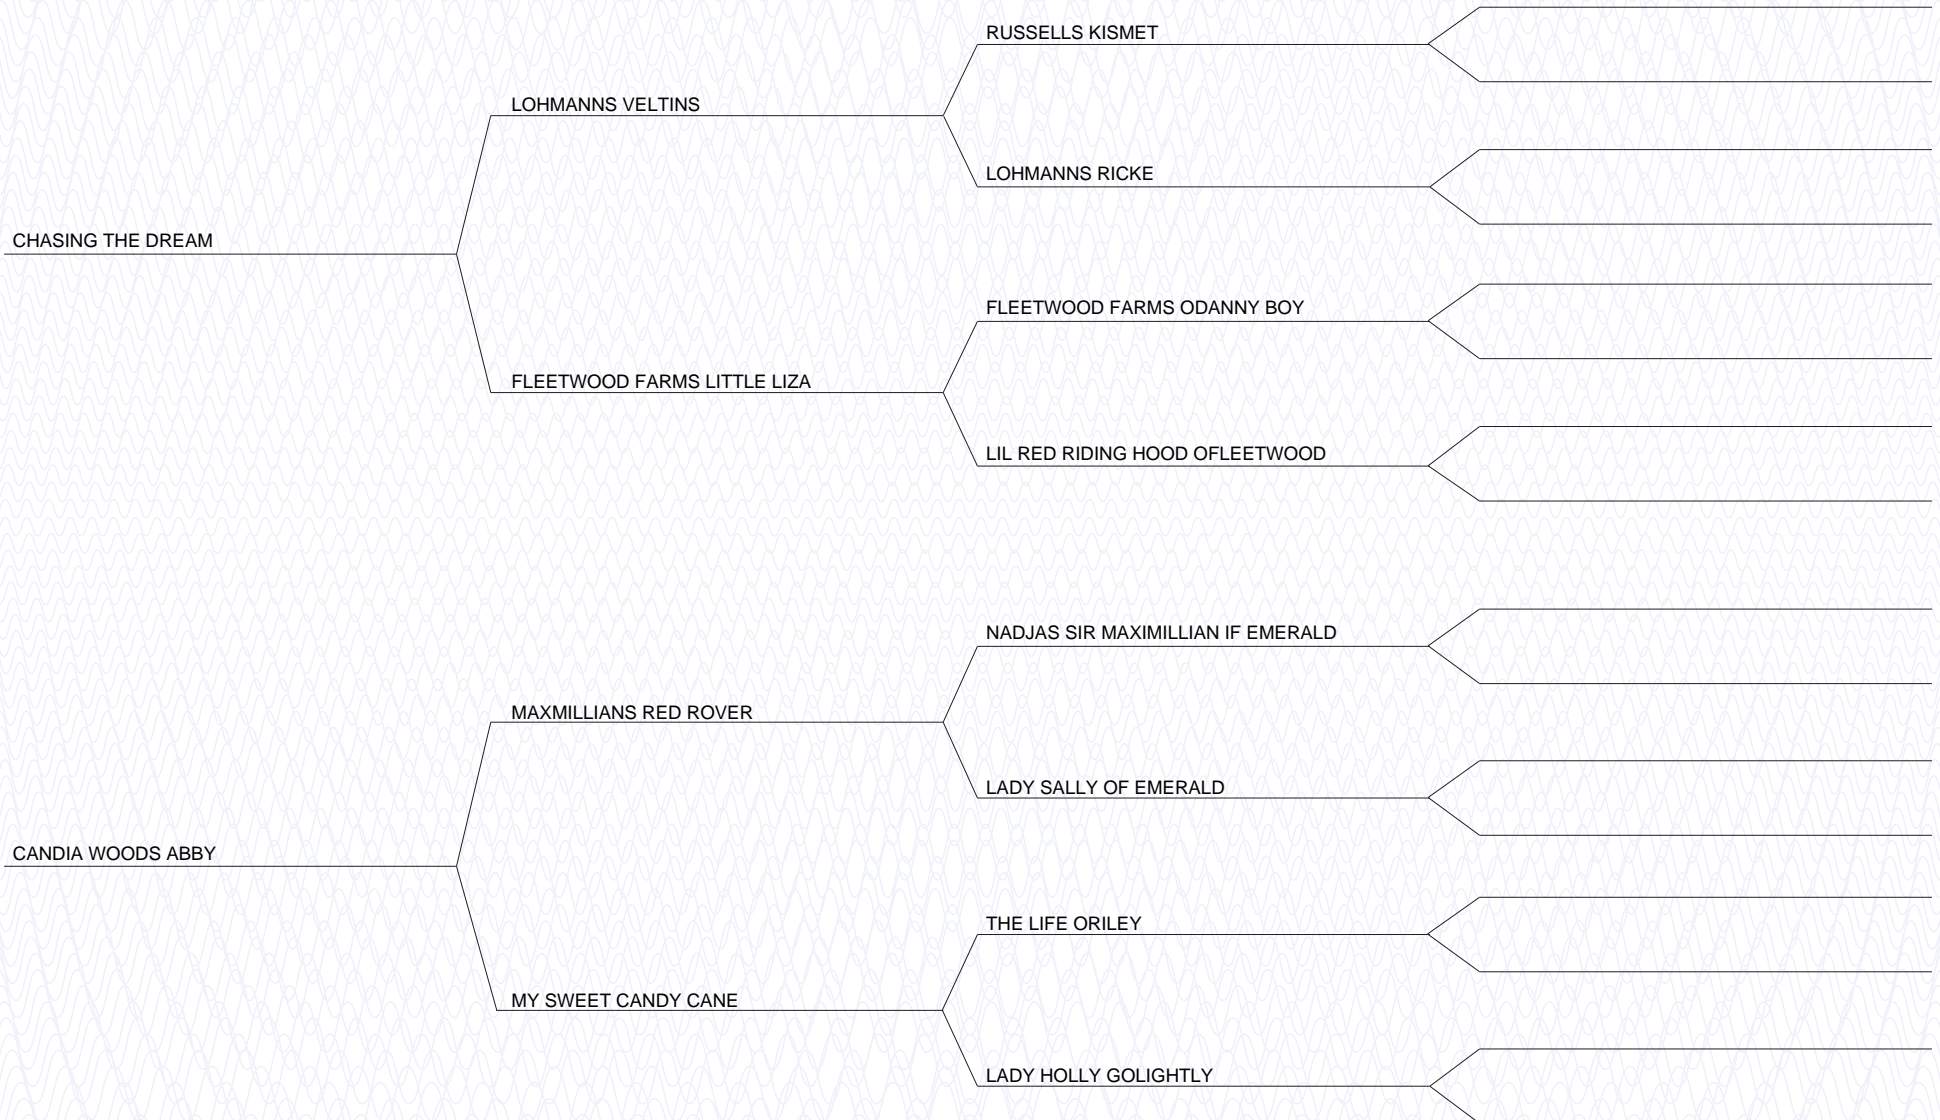 RUSSELLS KISMET
LOHMANNS VELTINS
LOHMANNS RICKE
CHASING THE DREAM
FLEETWOOD FARMS ODANNY BOY
FLEETWOOD FARMS LITTLE LIZA
LIL RED RIDING HOOD OFLEETWOOD
NADJAS SIR MAXIMILLIAN IF EMERALD
MAXMILLIANS RED ROVER
LADY SALLY OF EMERALD
CANDIA WOODS ABBY
THE LIFE ORILEY
MY SWEET CANDY CANE
LADY HOLLY GOLIGHTLY